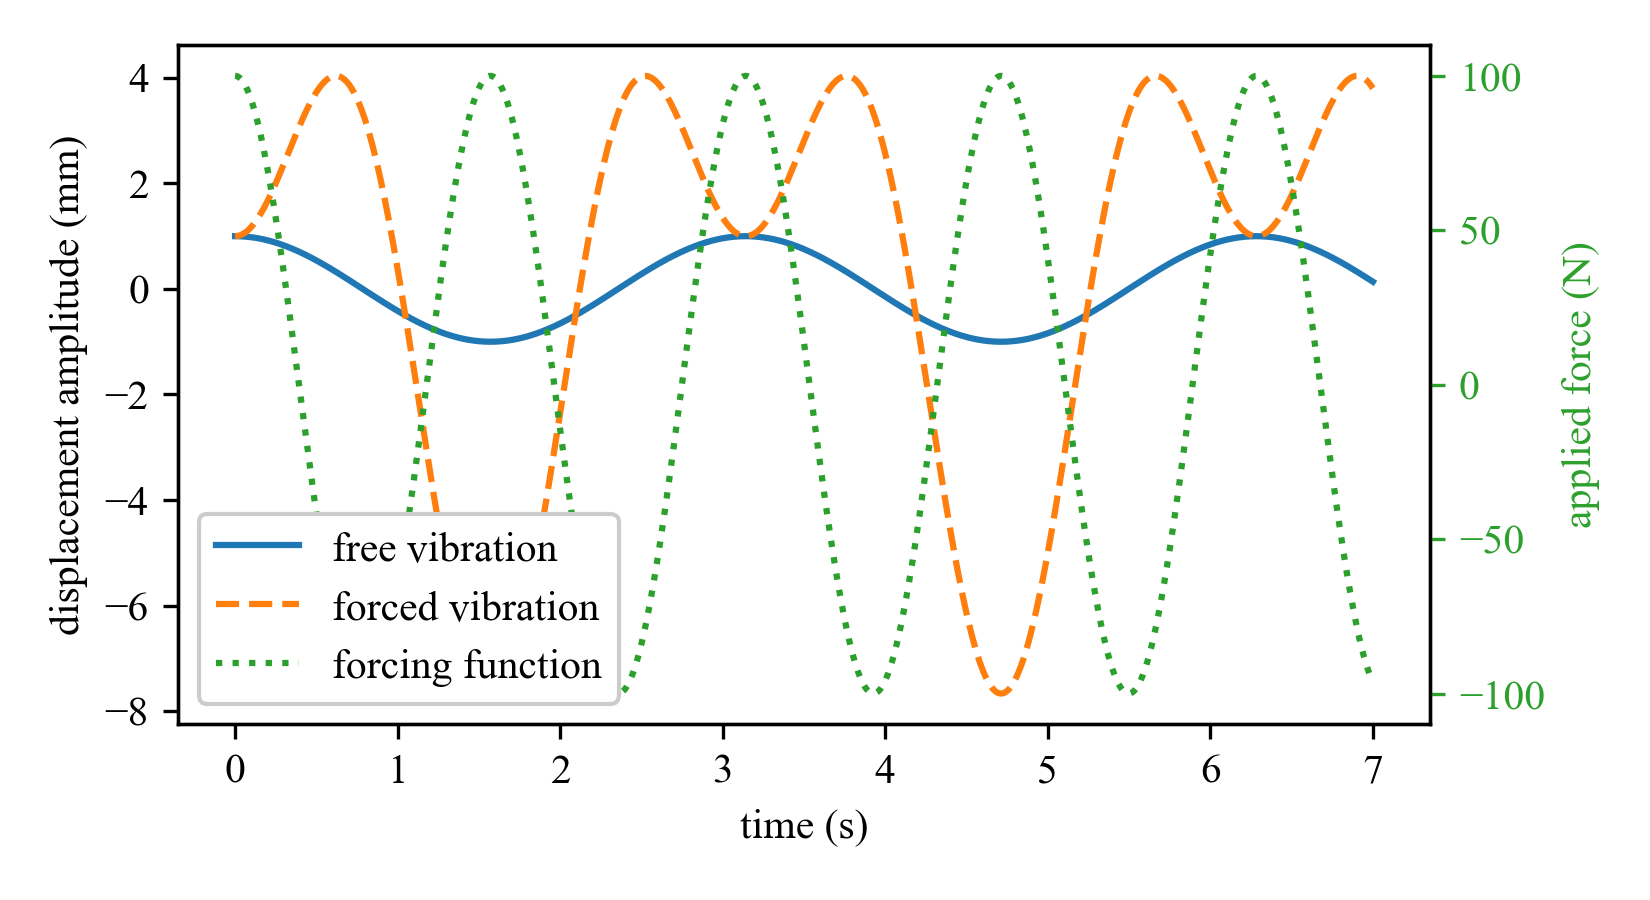 displacement amplitude (mm)
4
2
0
−2
−4
−6
−8
free vibration
forced vibration
forcing function
0 1 2 3 4 5 6 7
time (s)
100
50
0
−50
−100
applied force (N)